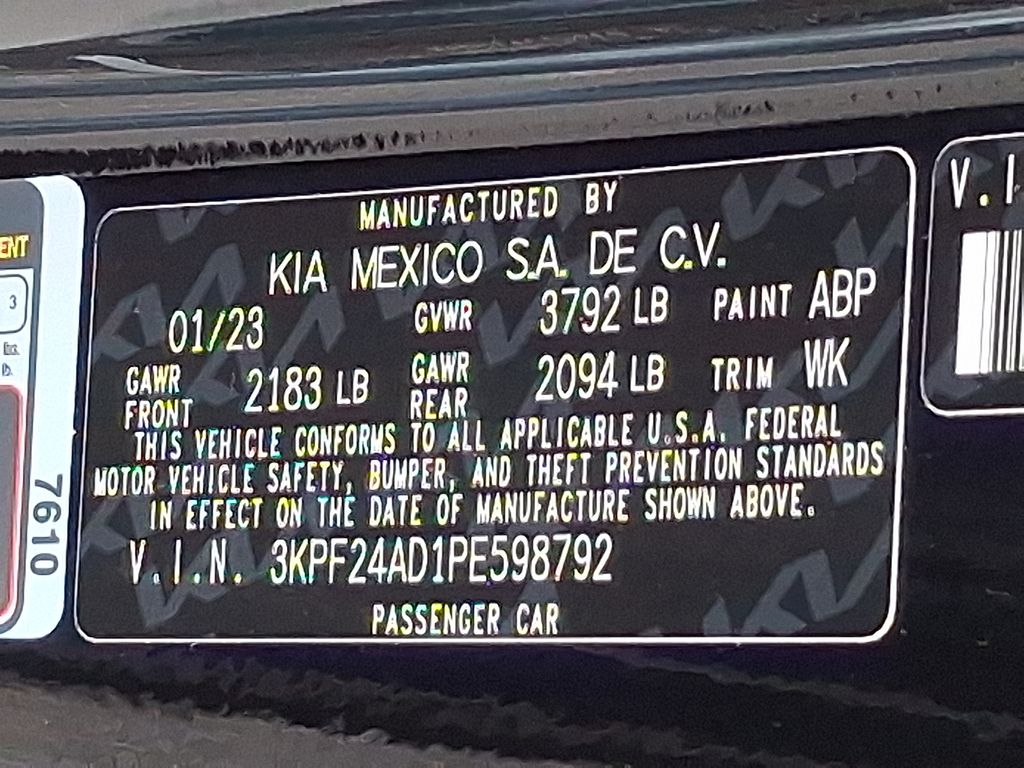 MANUFACTURED BY
KIA MEXICO S.A. DE C.V.
01/23 GVWR 3792 LB PAINT ABP
GAWR FRONT 2183 LB GAWR REAR 2094 LB TRIM WK
THIS VEHICLE CONFORMS TO ALL APPLICABLE U.S.A. FEDERAL
MOTOR VEHICLE SAFETY, BUMPER, AND THEFT PREVENTION STANDARDS
IN EFFECT ON THE DATE OF MANUFACTURE SHOWN ABOVE.
V.I.N. 3KPF24AD1PE598792
PASSENGER CAR
ENT
3
7610
V.I